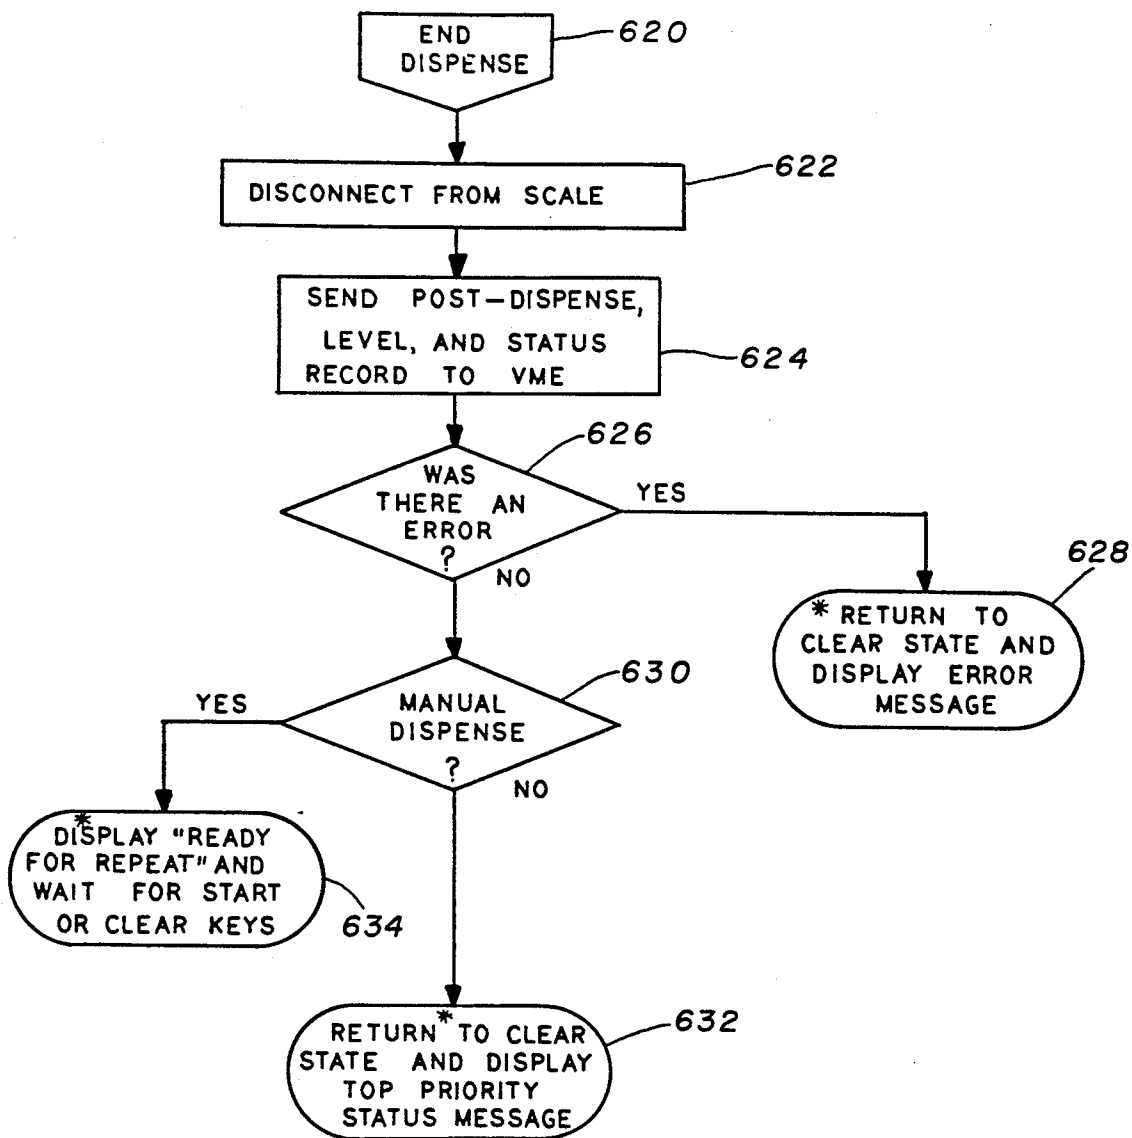 END
DISPENSE
620
DISCONNECT FROM SCALE
622
SEND POST-DISPENSE,
LEVEL, AND STATUS
RECORD TO VME
624
626
WAS
THERE AN
ERROR
?
YES
NO
628
* RETURN TO
CLEAR STATE AND
DISPLAY ERROR
MESSAGE
630
YES
MANUAL
DISPENSE
?
NO
*
DISPLAY "READY
FOR REPEAT" AND
WAIT FOR START
OR CLEAR KEYS
634
RETURN * TO CLEAR
STATE AND DISPLAY
TOP PRIORITY
STATUS MESSAGE
632